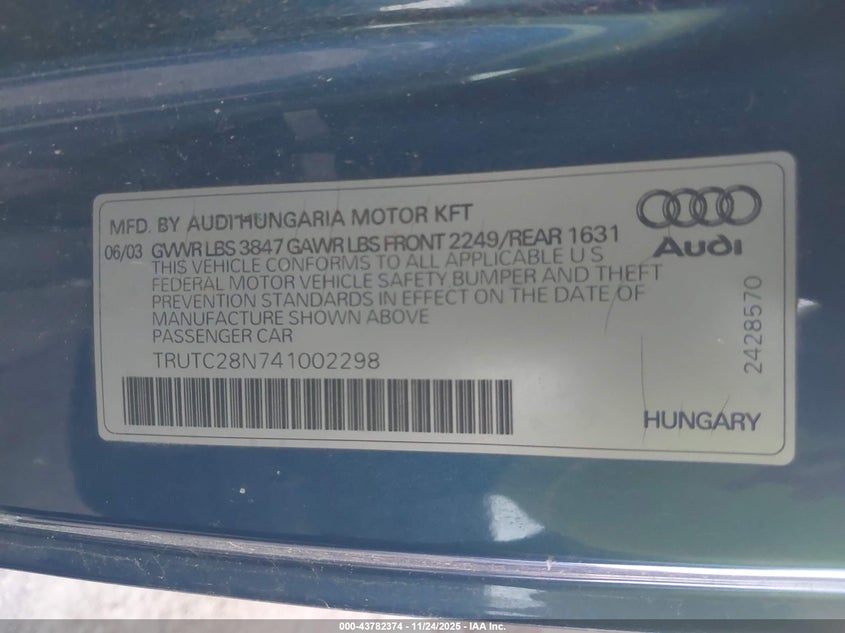 MFD. BY AUDI HUNGARIA MOTOR KFT
06/03 GVWR LBS 3847 GAWR LBS FRONT 2249/REAR 1631
THIS VEHICLE CONFORMS TO ALL APPLICABLE U S
FEDERAL MOTOR VEHICLE SAFETY BUMPER AND THEFT
PREVENTION STANDARDS IN EFFECT ON THE DATE OF
MANUFACTURE SHOWN ABOVE
PASSENGER CAR
TRUTC28N741002298
Audi
2428570
HUNGARY
000-43782374 - 11/24/2025 - IAA, Inc.